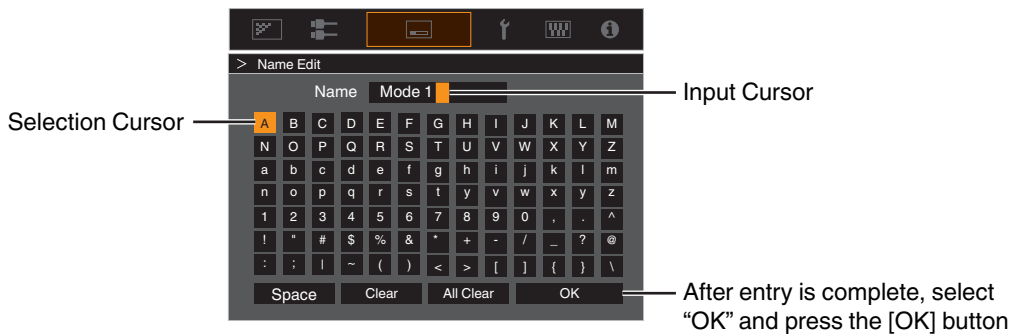 > Name Edit
Name Mode 1
Input Cursor
Selection Cursor
A B C D E F G H I J K L M
N O P Q R S T U V W X Y Z
a b c d e f g h i j k l m
n o p q r s t y v w x y z
1 2 3 4 5 6 7 8 9 0 , . ^
! " # $ % & * + - / _ ? @
: ; | ~ ( ) < > [ ] { } \
Space Clear All Clear OK
After entry is complete, select
“OK” and press the [OK] button